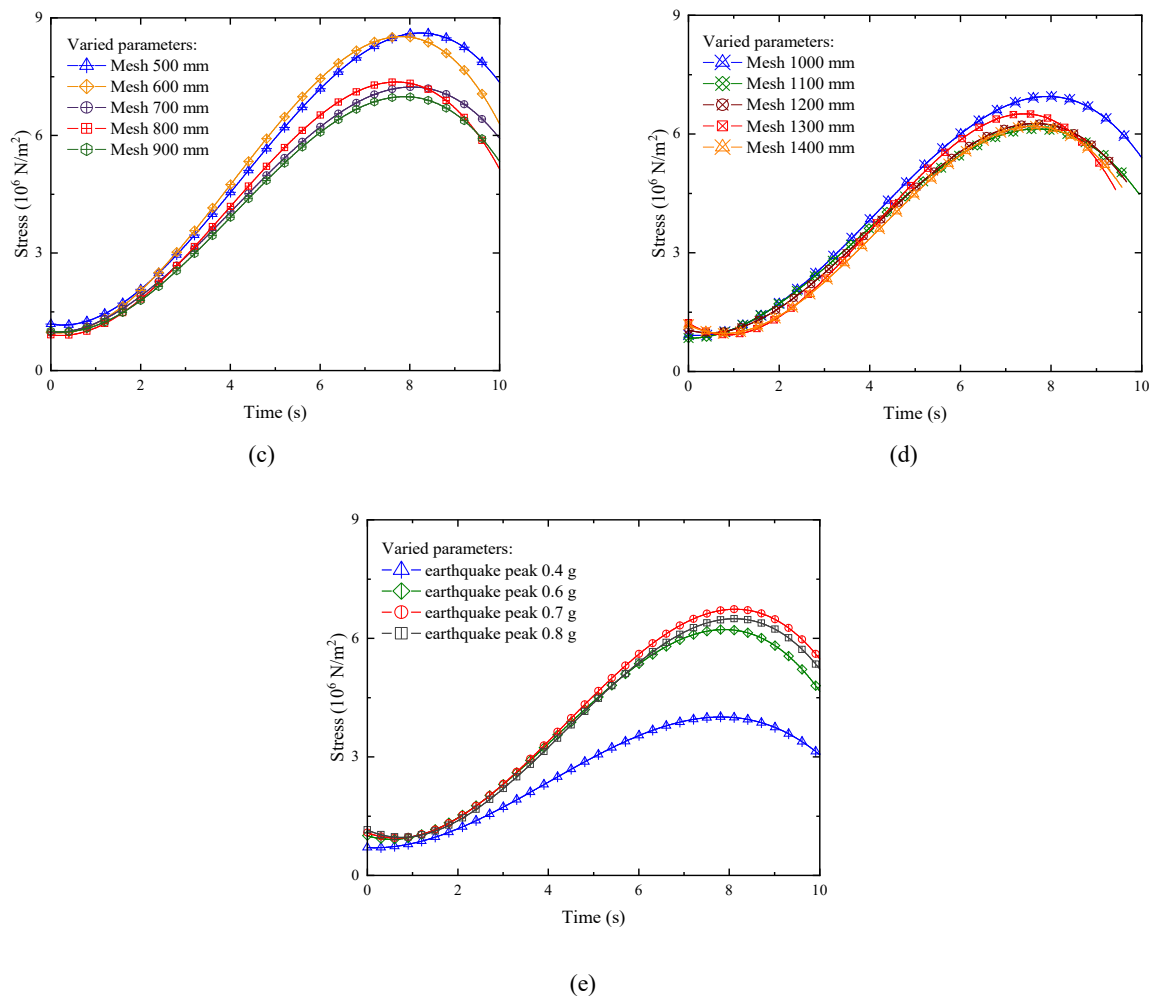 9
6
3
0
Stress (10⁶ N/m²)
Varied parameters:
Mesh 500 mm
Mesh 600 mm
Mesh 700 mm
Mesh 800 mm
Mesh 900 mm
0 2 4 6 8 10
Time (s)
(c)
9
6
3
0
Stress (10⁶ N/m²)
Varied parameters:
Mesh 1000 mm
Mesh 1100 mm
Mesh 1200 mm
Mesh 1300 mm
Mesh 1400 mm
0 2 4 6 8 10
Time (s)
(d)
9
6
3
0
Stress (10⁶ N/m²)
Varied parameters:
earthquake peak 0.4 g
earthquake peak 0.6 g
earthquake peak 0.7 g
earthquake peak 0.8 g
0 2 4 6 8 10
Time (s)
(e)